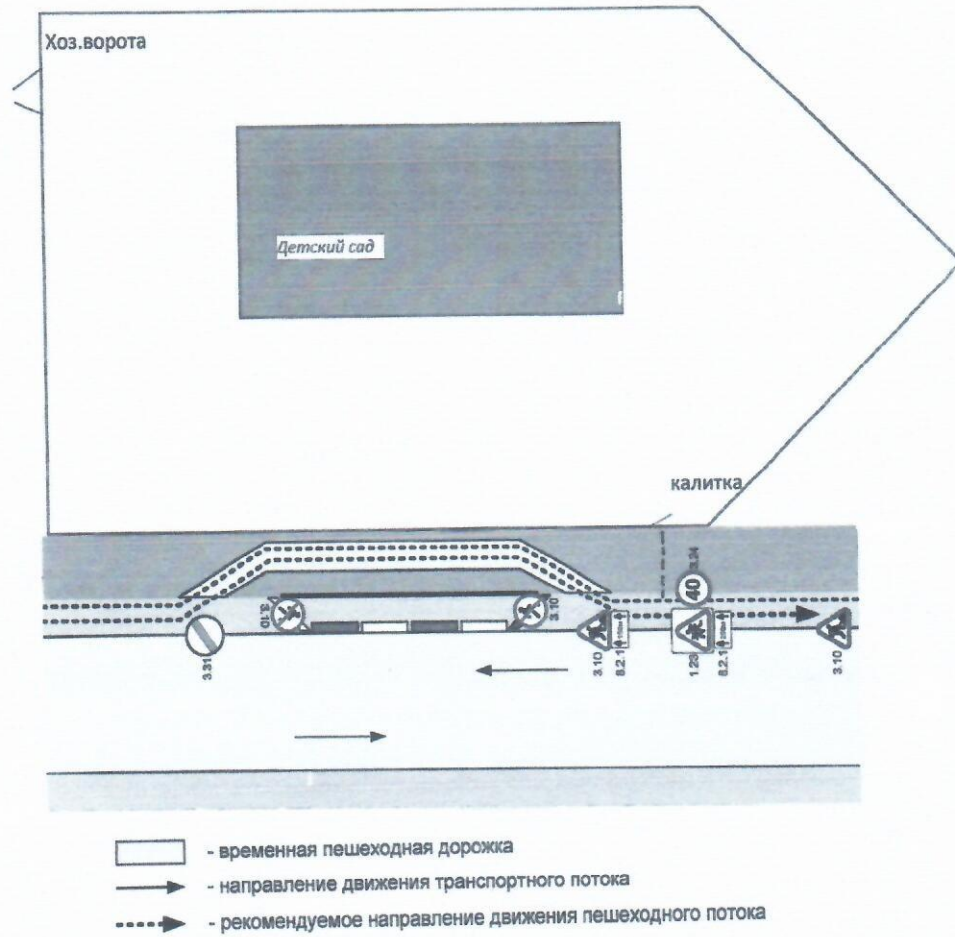 Хоз.ворота
Детский сад
калитка
3.24
40
3.10
3.10
3.31
3.10
8.2.1
1.23
8.2.1
3.10
- временная пешеходная дорожка
- направление движения транспортного потока
- рекомендуемое направление движения пешеходного потока